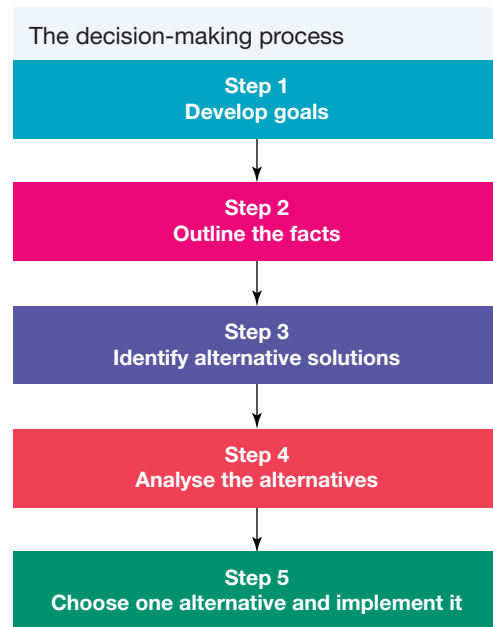 The decision-making process
Step 1
Develop goals
Step 2
Outline the facts
Step 3
Identify alternative solutions
Step 4
Analyse the alternatives
Step 5
Choose one alternative and implement it